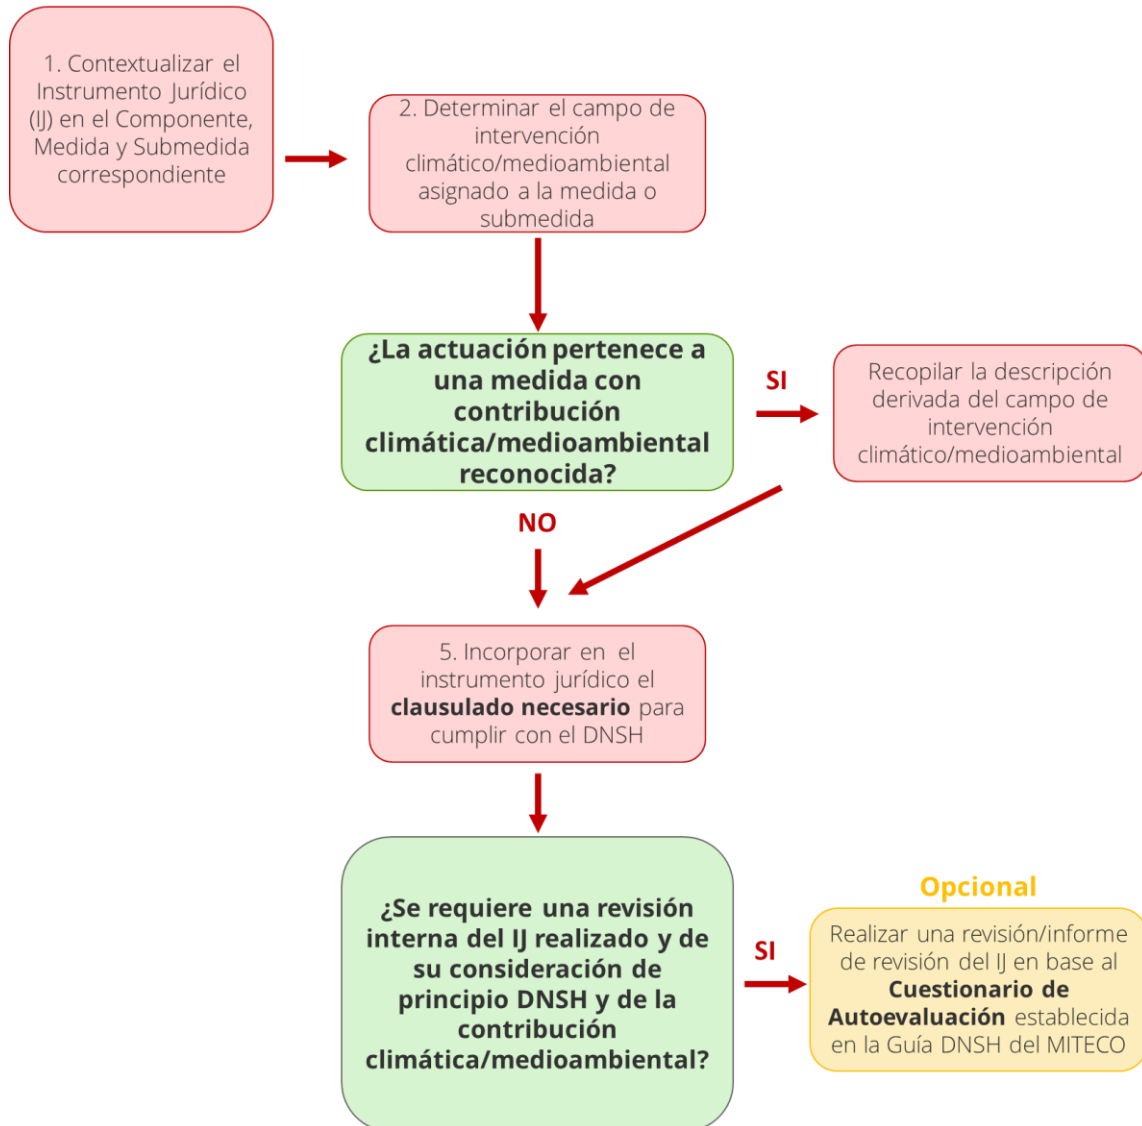 1. Contextualizar el
Instrumento Jurídico
(IJ) en el Componente,
Medida y Submedida
correspondiente
2. Determinar el campo de
intervención
climático/medioambiental
asignado a la medida o
submedida
¿La actuación pertenece a
una medida con
contribución
climática/medioambiental
reconocida?
SI
Recopilar la descripción
derivada del campo de
intervención
climático/medioambiental
NO
5. Incorporar en el
instrumento jurídico el
clausulado necesario para
cumplir con el DNSH
¿Se requiere una revisión
interna del IJ realizado y de
su consideración de
principio DNSH y de la
contribución
climática/medioambiental?
SI
Opcional
Realizar una revisión/informe
de revisión del IJ en base al
Cuestionario de
Autoevaluación establecida
en la Guía DNSH del MITECO